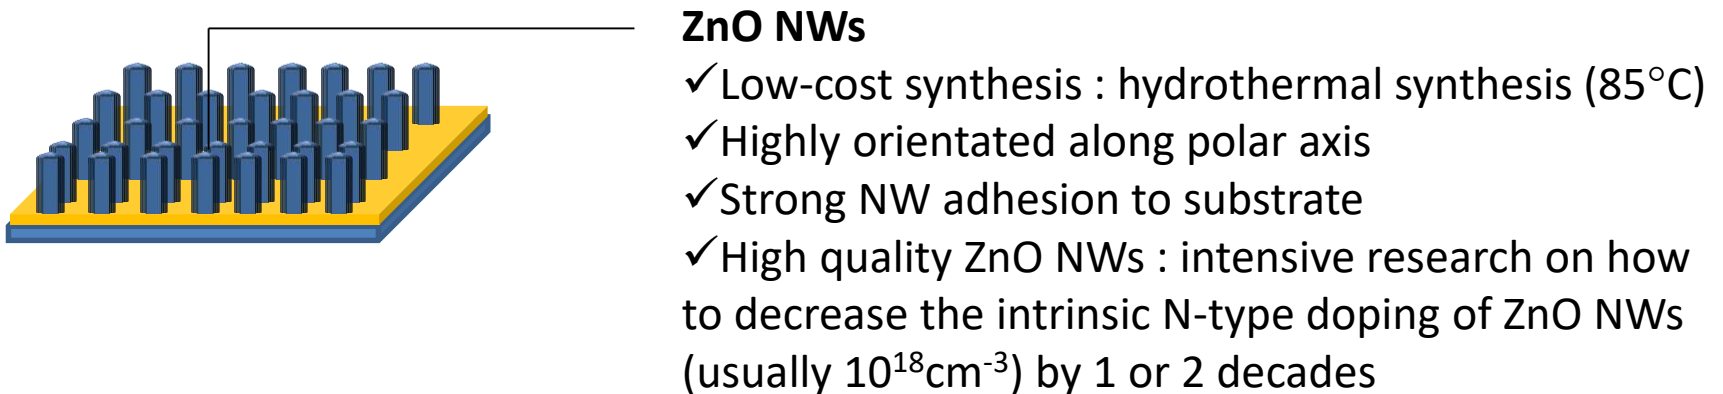 ZnO NWs
✓Low-cost synthesis : hydrothermal synthesis (85°C)
✓Highly orientated along polar axis
✓Strong NW adhesion to substrate
✓High quality ZnO NWs : intensive research on how
to decrease the intrinsic N-type doping of ZnO NWs
(usually 10¹⁸cm⁻³) by 1 or 2 decades